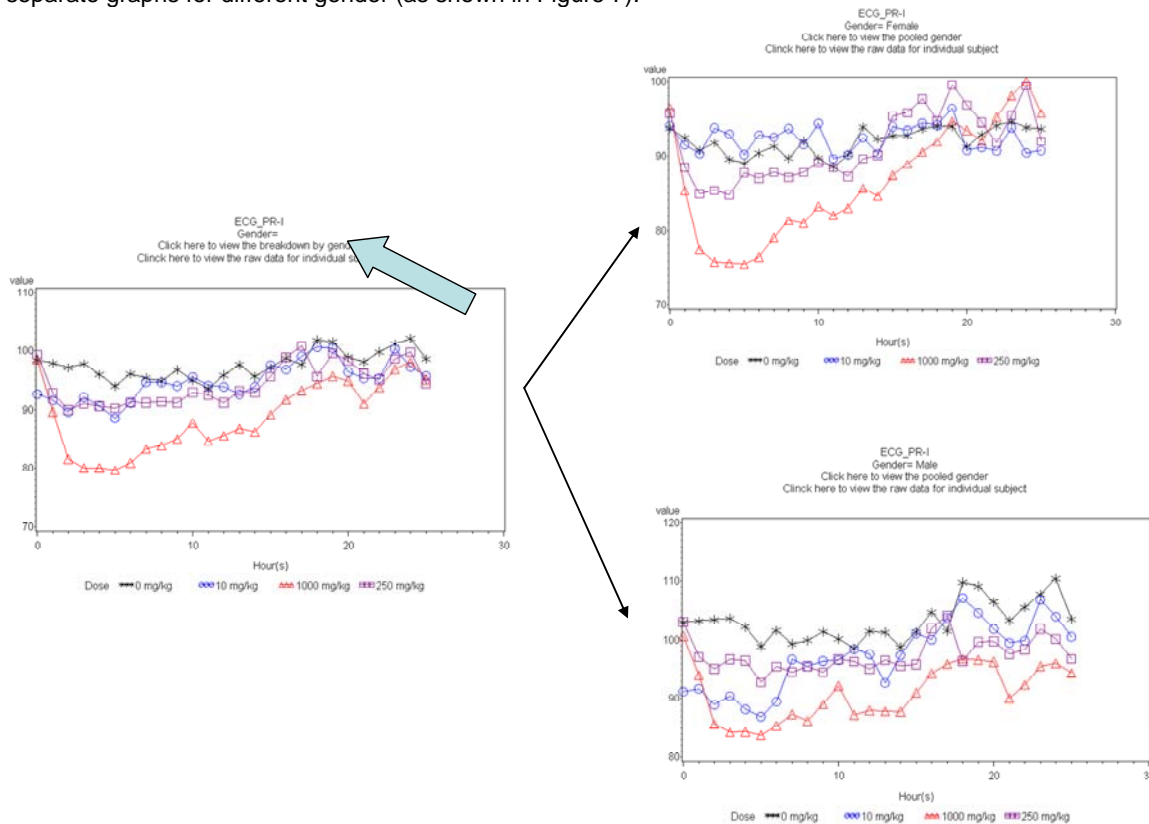 separate graphs for different gender (as shown in Figure 7).
ECG_PR-I
Gender= Female
Click here to view the pooled gender
Clinck here to view the raw data for individual subject
value
100
90
80
70
0
10
20
30
Hour(s)
Dose 0 mg/kg 10 mg/kg 1000 mg/kg 250 mg/kg
ECG_PR-I
Gender=
Click here to view the breakdown by
Clinck here to view the raw data for individual
value
110
100
90
80
70
0
10
20
30
Hour(s)
Dose 0 mg/kg 10 mg/kg 1000 mg/kg 250 mg/kg
ECG_PR-I
Gender= Male
Click here to view the pooled gender
Clinck here to view the raw data for individual subject
value
120
110
100
90
80
0
10
20
Hour(s)
Dose 0 mg/kg 10 mg/kg 1000 mg/kg 250 mg/kg